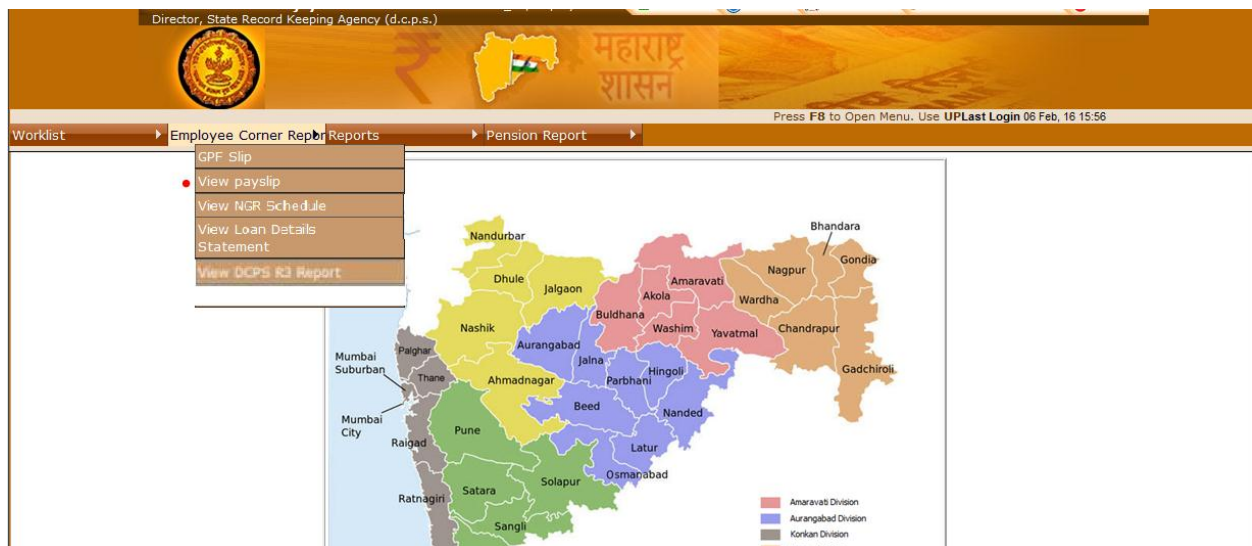 Director, State Record Keeping Agency (d.c.p.s.)
महाराष्ट्र
शासन
Press F8 to Open Menu. Use UPLast Login 06 Feb, 16 15:56
Worklist
Employee Corner Repor
Reports
Pension Report
GPF Slip
View payslip
View NGR Schedule
View Loan Details
Statement
View DCPS R3 Report
Nandurbar
Bhandara
Dhule
Jalgaon
Amaravati
Nagpur
Gondia
Akola
Wardha
Buldhana
Nashik
Washim
Yavatmal
Chandrapur
Aurangabad
Jalna
Palghar
Mumbai
Suburban
Thane
Ahmadnagar
Parbhani
Hingoli
Gadchiroli
Beed
Nanded
Mumbai
City
Pune
Raigad
Latur
Osmanabad
Solapur
Satara
Ratnagiri
Sangli
Amaravati Division
Aurangabad Division
Konkan Division